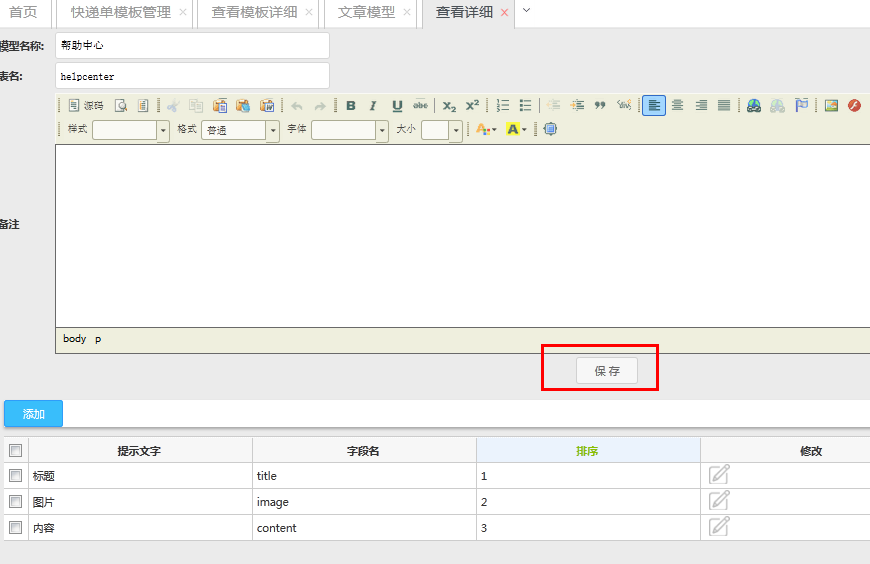 首页 快递单模板管理 查看模板详细 文章模型 查看详细
模型名称: 帮助中心
表名: helpcenter
源码
样式 格式 普通 字体 大小
备注
body p
保 存
添加
提示文字 字段名 排序 修改
标题 title 1
图片 image 2
内容 content 3